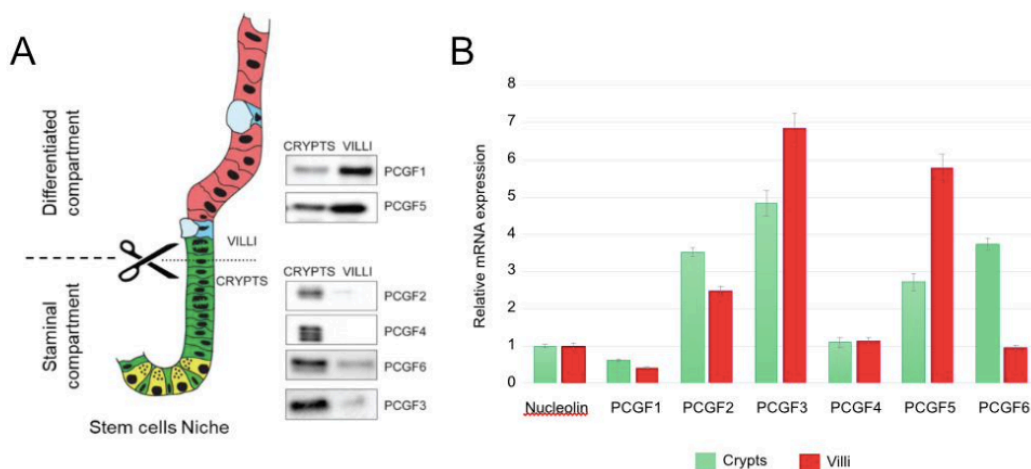 A
Differentiated
compartment
Staminal
compartment
CRYPTS VILLI
PCGF1
PCGF5
VILLI
CRYPTS
CRYPTS VILLI
PCGF2
PCGF4
PCGF6
PCGF3
Stem cells Niche
B
Relative mRNA expression
8
7
6
5
4
3
2
1
0
Nucleolin PCGF1 PCGF2 PCGF3 PCGF4 PCGF5 PCGF6
Crypts Villi